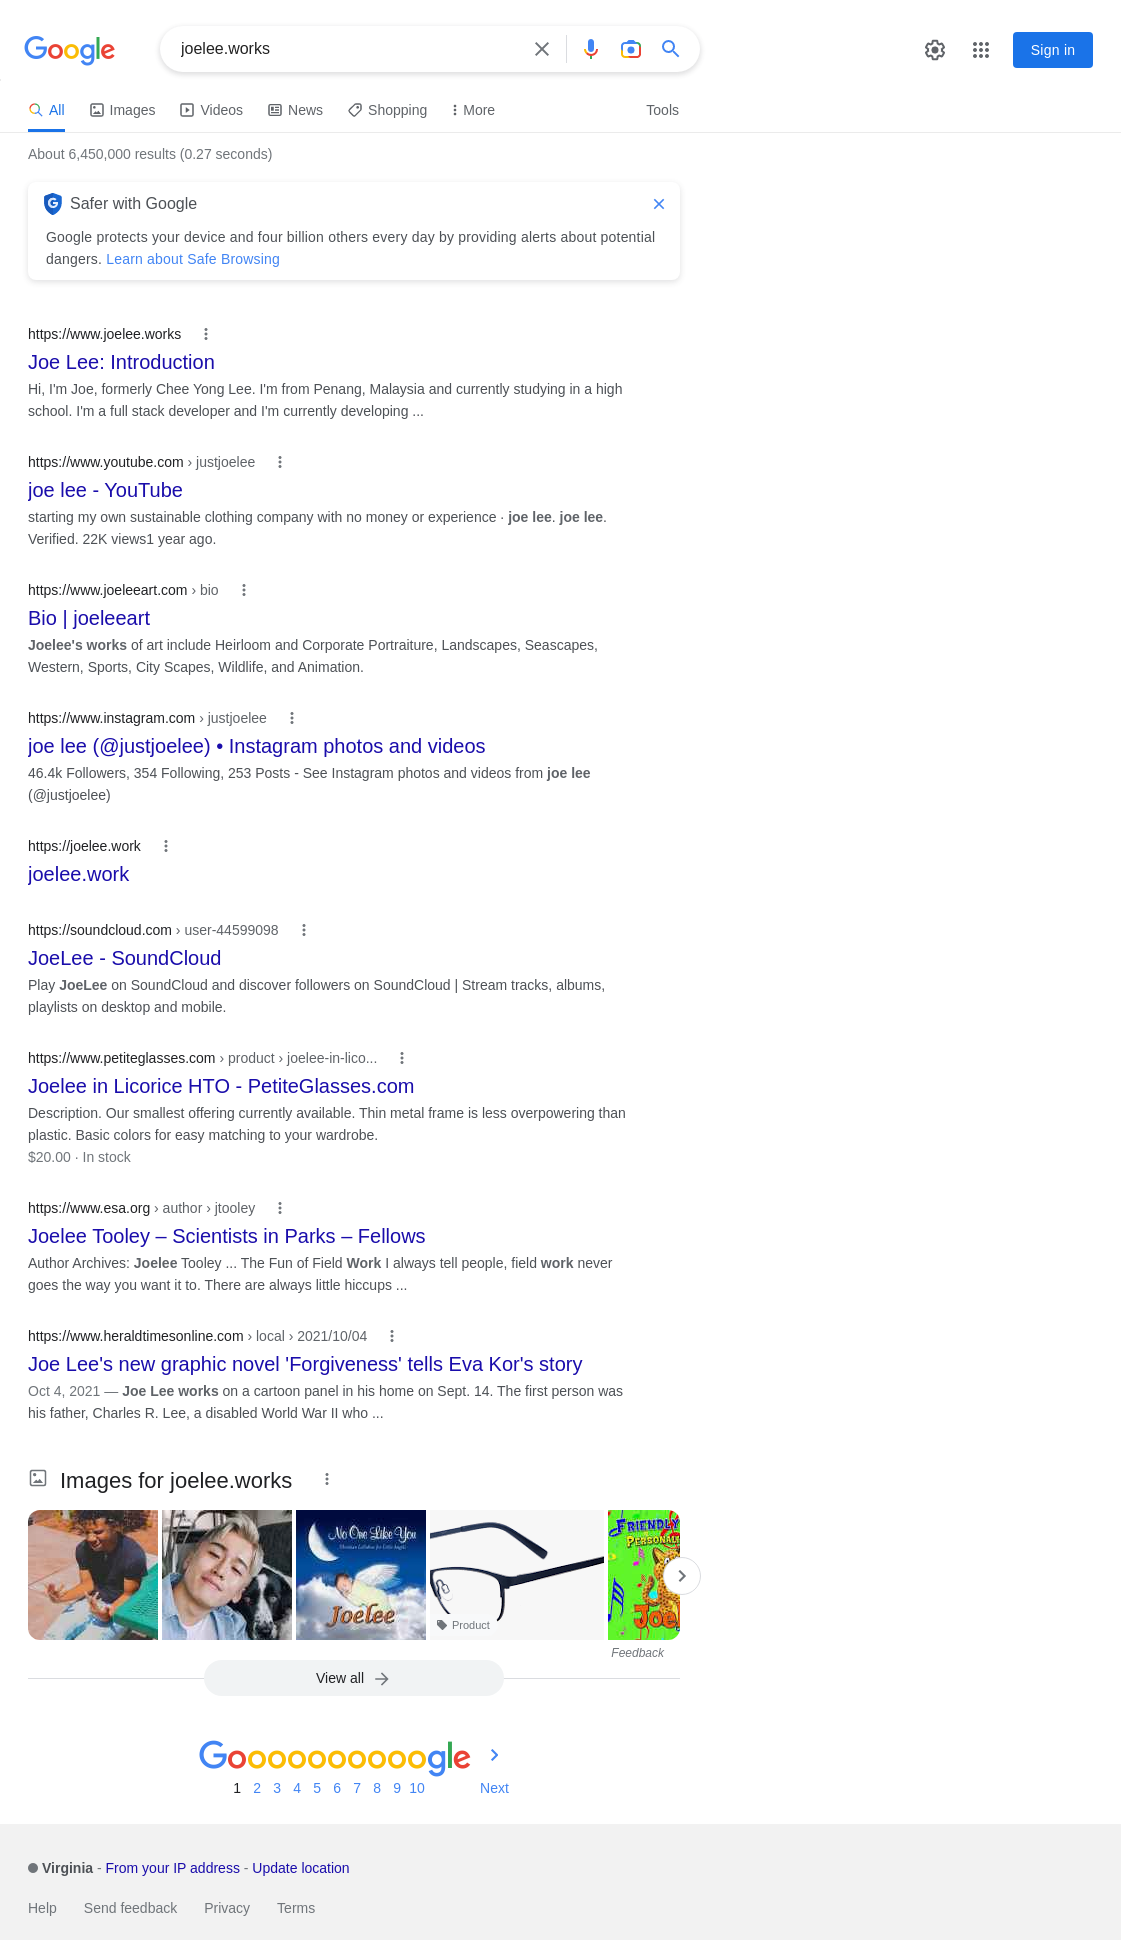 Google
joelee.works
Sign in
All
Images
Videos
News
Shopping
More
Tools
About 6,450,000 results (0.27 seconds)
Safer with Google
Google protects your device and four billion others every day by providing alerts about potential
dangers. Learn about Safe Browsing
https://www.joelee.works
Joe Lee: Introduction
Hi, I'm Joe, formerly Chee Yong Lee. I'm from Penang, Malaysia and currently studying in a high
school. I'm a full stack developer and I'm currently developing ...
https://www.youtube.com › justjoelee
joe lee - YouTube
starting my own sustainable clothing company with no money or experience · joe lee. joe lee.
Verified. 22K views1 year ago.
https://www.joeleeart.com › bio
Bio | joeleeart
Joelee's works of art include Heirloom and Corporate Portraiture, Landscapes, Seascapes,
Western, Sports, City Scapes, Wildlife, and Animation.
https://www.instagram.com › justjoelee
joe lee (@justjoelee) • Instagram photos and videos
46.4k Followers, 354 Following, 253 Posts - See Instagram photos and videos from joe lee
(@justjoelee)
https://joelee.work
joelee.work
https://soundcloud.com › user-44599098
JoeLee - SoundCloud
Play JoeLee on SoundCloud and discover followers on SoundCloud | Stream tracks, albums,
playlists on desktop and mobile.
https://www.petiteglasses.com › product › joelee-in-lico...
Joelee in Licorice HTO - PetiteGlasses.com
Description. Our smallest offering currently available. Thin metal frame is less overpowering than
plastic. Basic colors for easy matching to your wardrobe.
$20.00 · In stock
https://www.esa.org › author › jtooley
Joelee Tooley – Scientists in Parks – Fellows
Author Archives: Joelee Tooley ... The Fun of Field Work I always tell people, field work never
goes the way you want it to. There are always little hiccups ...
https://www.heraldtimesonline.com › local › 2021/10/04
Joe Lee's new graphic novel 'Forgiveness' tells Eva Kor's story
Oct 4, 2021 — Joe Lee works on a cartoon panel in his home on Sept. 14. The first person was
his father, Charles R. Lee, a disabled World War II who ...
Images for joelee.works
No One Like You
Joelee
Product
FRIENDLY
Feedback
View all
Goooooooooogle
1 2 3 4 5 6 7 8 9 10 Next
Virginia - From your IP address - Update location
Help Send feedback Privacy Terms